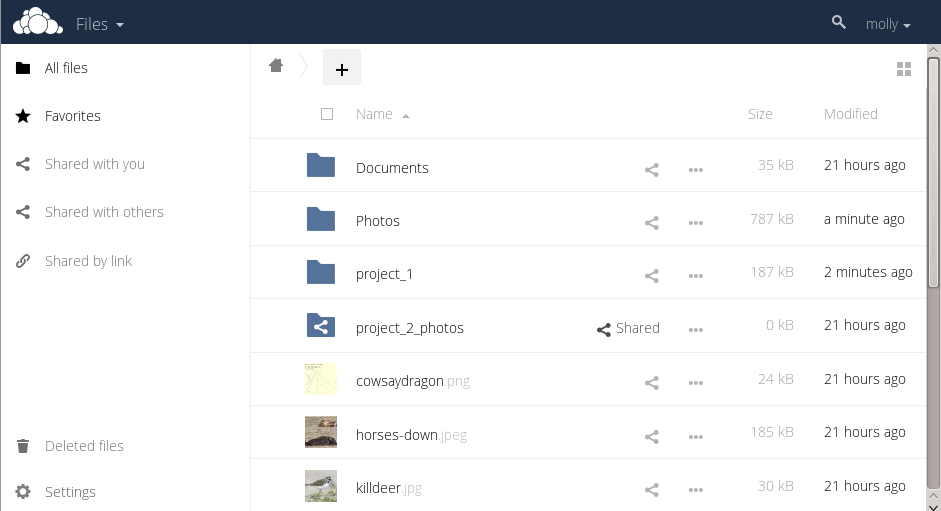 Files
molly
All files
Favorites
Shared with you
Shared with others
Shared by link
Deleted files
Settings
+
Name Size Modified
Documents 35 kB 21 hours ago
Photos 787 kB a minute ago
project_1 187 kB 2 minutes ago
project_2_photos Shared 0 kB 21 hours ago
cowsaydragon.png 24 kB 21 hours ago
horses-down.jpeg 185 kB 21 hours ago
killdeer.jpg 30 kB 21 hours ago